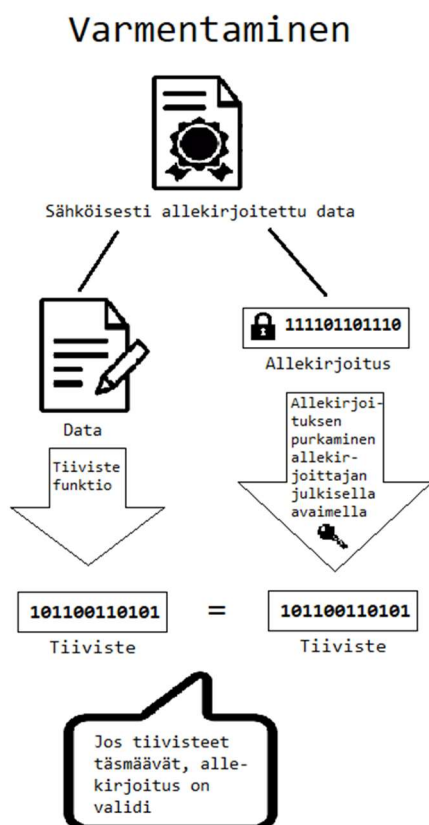 Varmentaminen
Sähköisesti allekirjoitettu data
111101101110
Allekirjoitus
Data
Tiiviste
funktio
Allekirjoi-
tuksen
purkaminen
allekir-
joittajan
julkisella
avaimella
101100110101
=
101100110101
Tiiviste
Tiiviste
Jos tiivisteet
täsmäävät, alle-
kirjoitus on
validi